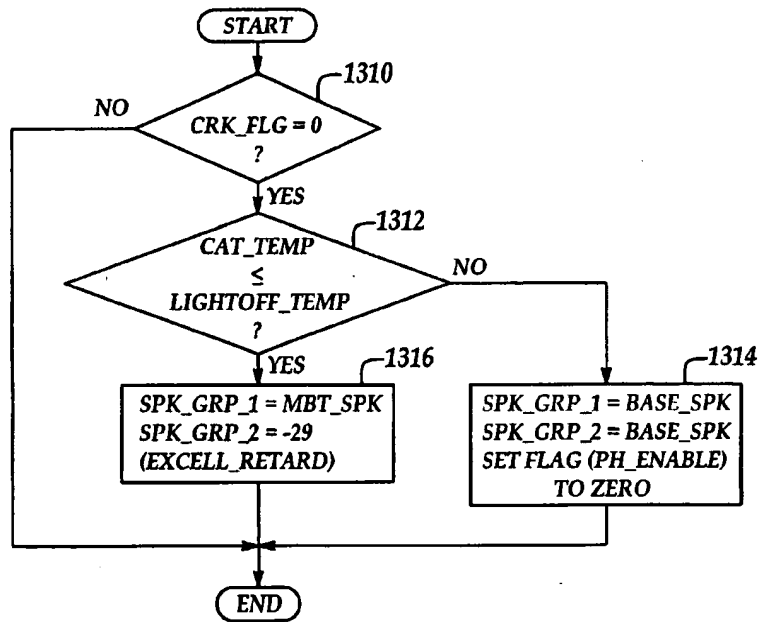 START
1310
NO
CRK_FLG = 0
?
YES
1312
CAT_TEMP
≤
LIGHTOFF_TEMP
?
NO
YES
1316
SPK_GRP_1 = MBT_SPK
SPK_GRP_2 = -29
(EXCELL_RETARD)
1314
SPK_GRP_1 = BASE_SPK
SPK_GRP_2 = BASE_SPK
SET FLAG (PH_ENABLE)
TO ZERO
END